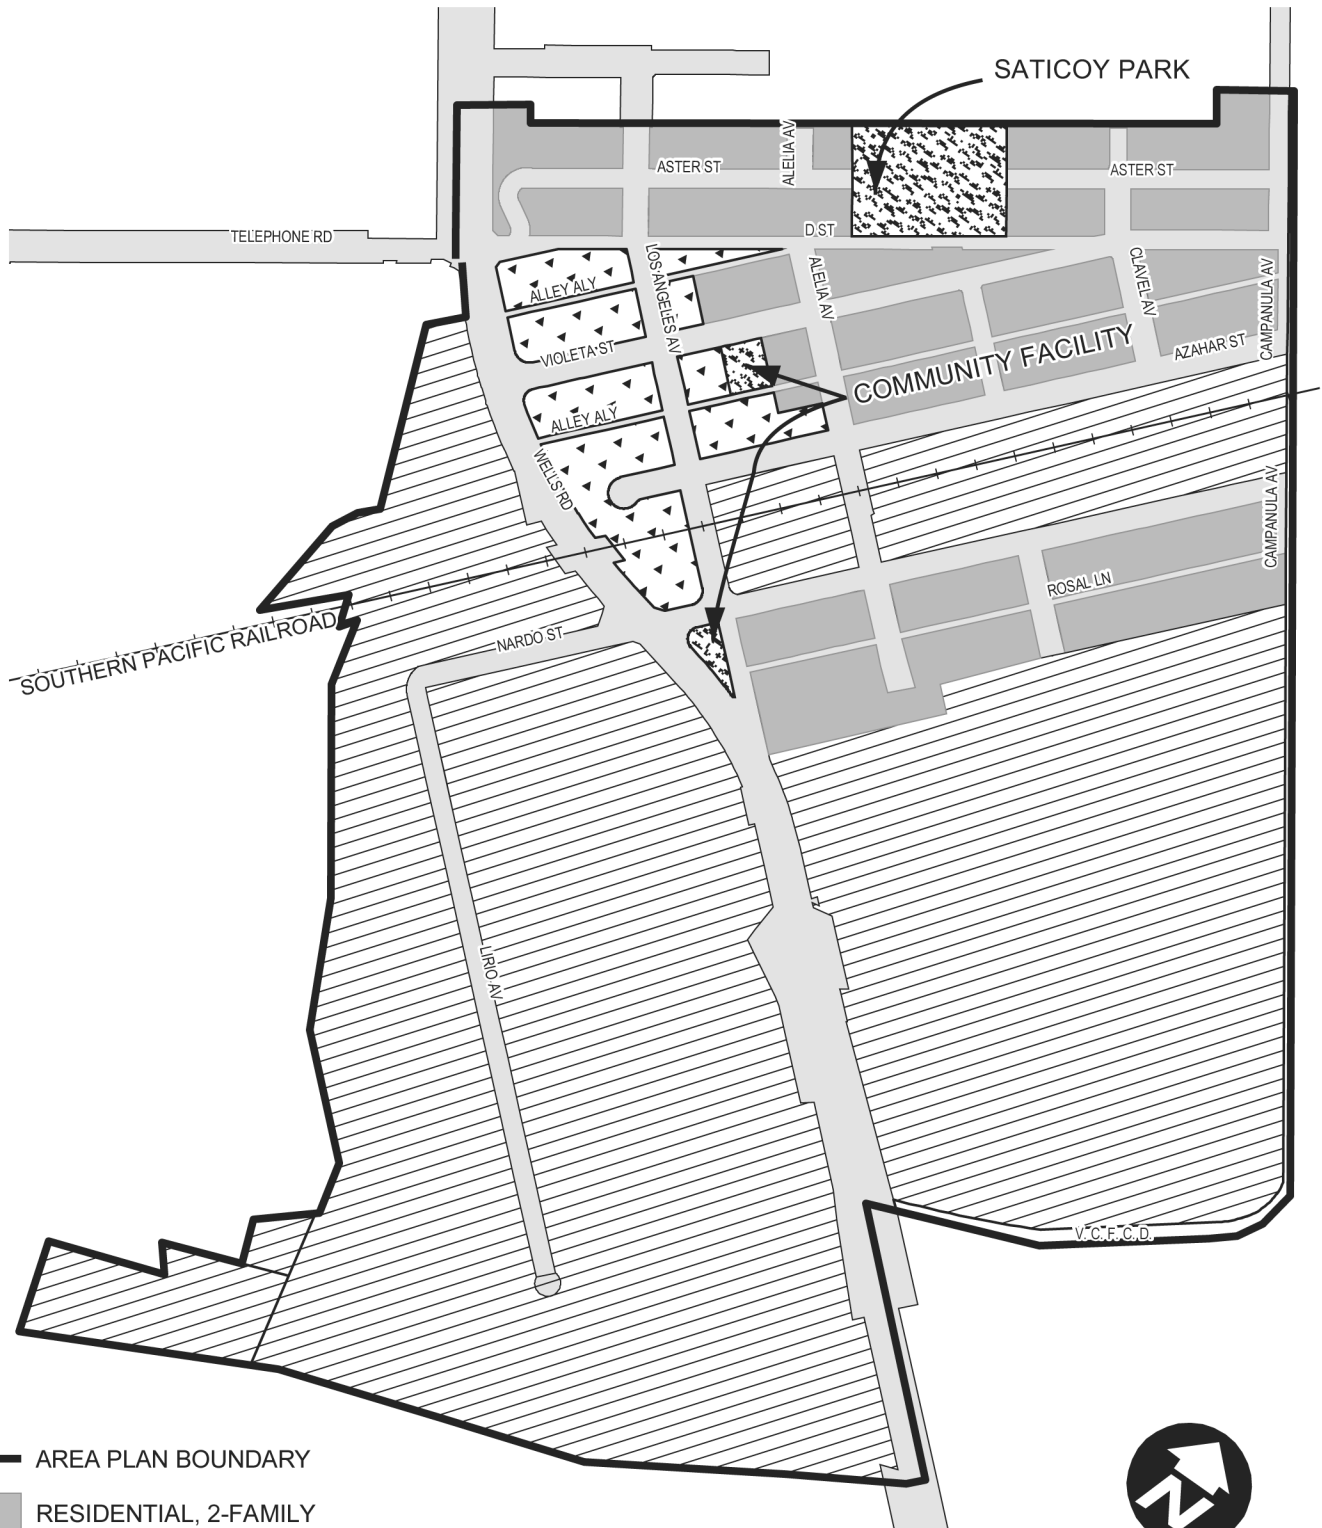 SATICOY PARK
ALELIA AV
ASTER ST
ASTER ST
D ST
TELEPHONE RD
LOS ANGELES AV
ALELIA AV
CLAVEL AV
CAMPANULA AV
ALLEY ALY
VIOLETA ST
AZAHAR ST
COMMUNITY FACILITY
ALLEY ALY
WELLS RD
CAMPANULA AV
ROSAL LN
SOUTHERN PACIFIC RAILROAD
NARDO ST
LIRIO AV
V. C. F. C. D.
AREA PLAN BOUNDARY
RESIDENTIAL, 2-FAMILY
N